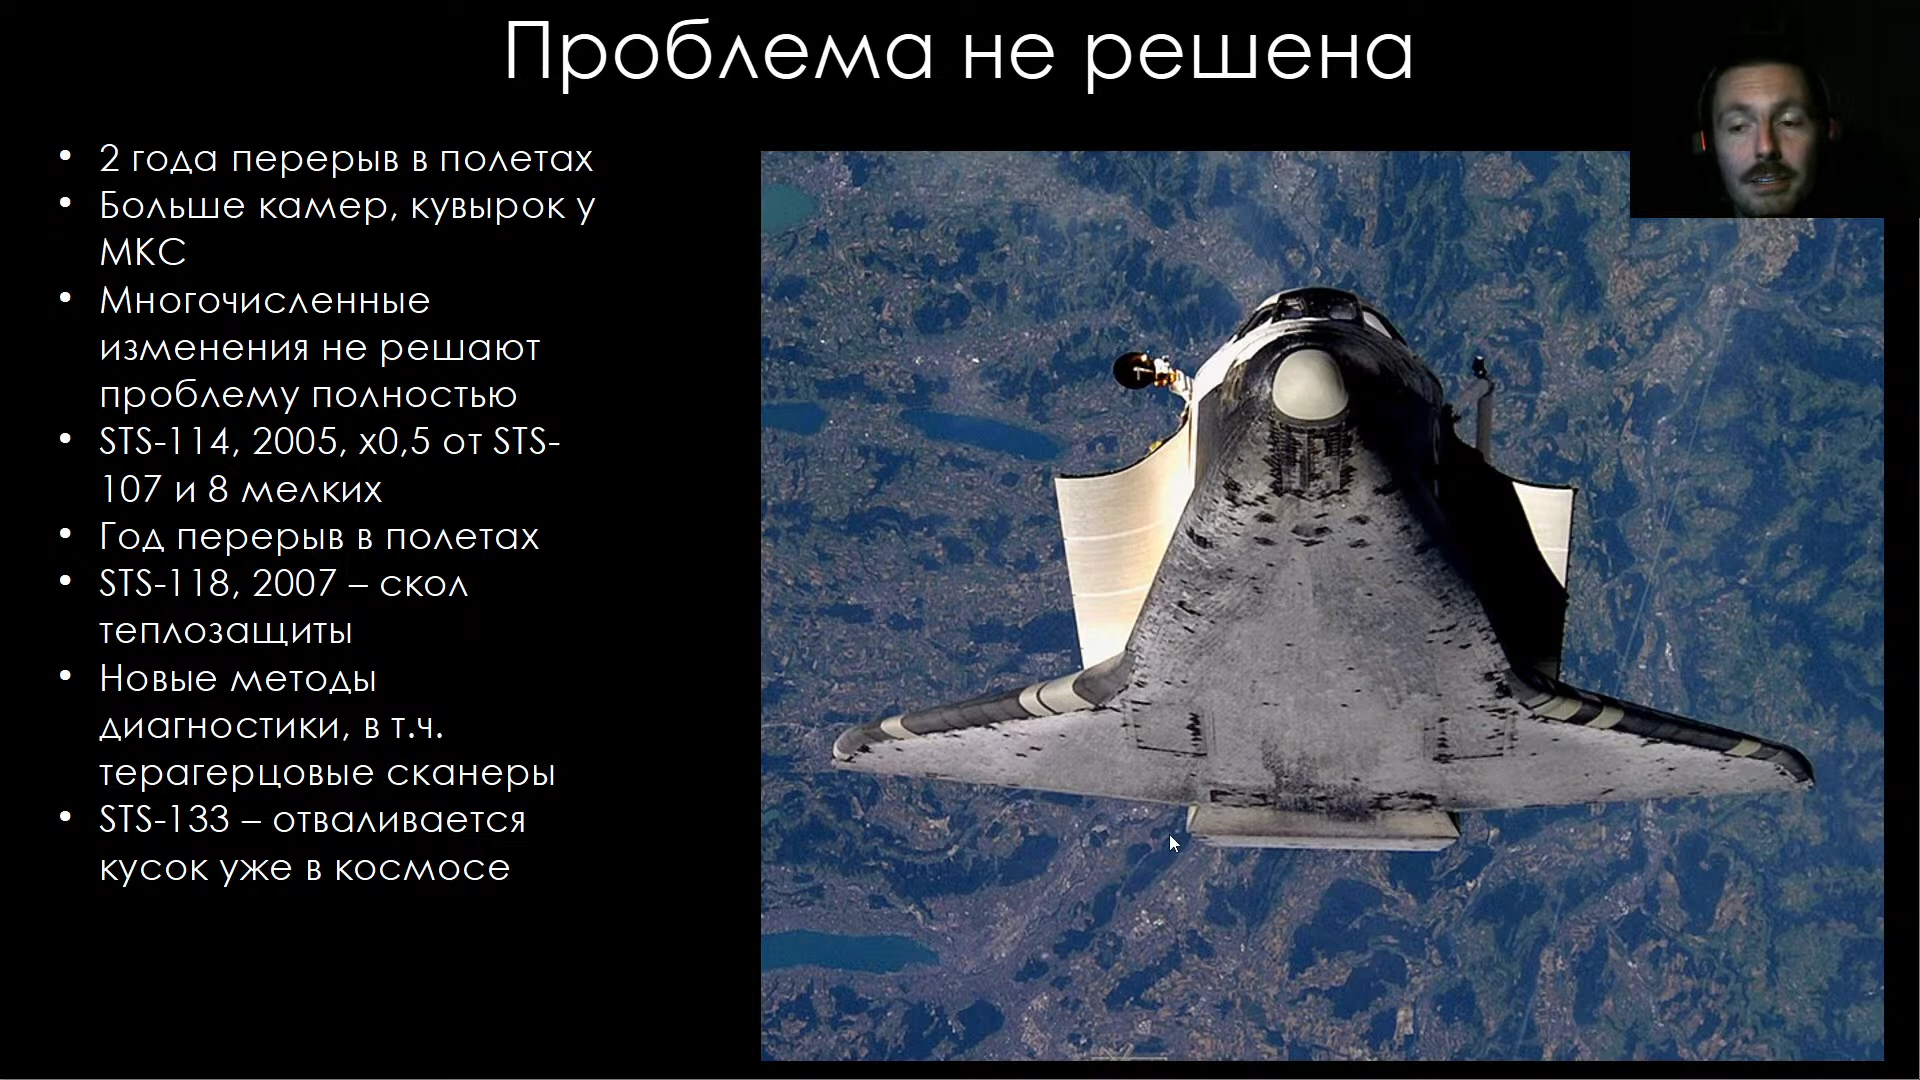 Проблема не решена
• 2 года перерыв в полетах
• Больше камер, кувырок у
МКС
• Многочисленные
изменения не решают
проблему полностью
• STS-114, 2005, х0,5 от STS-
107 и 8 мелких
• Год перерыв в полетах
• STS-118, 2007 – скол
теплозащиты
• Новые методы
диагностики, в т.ч.
терагерцовые сканеры
• STS-133 – отваливается
кусок уже в космосе